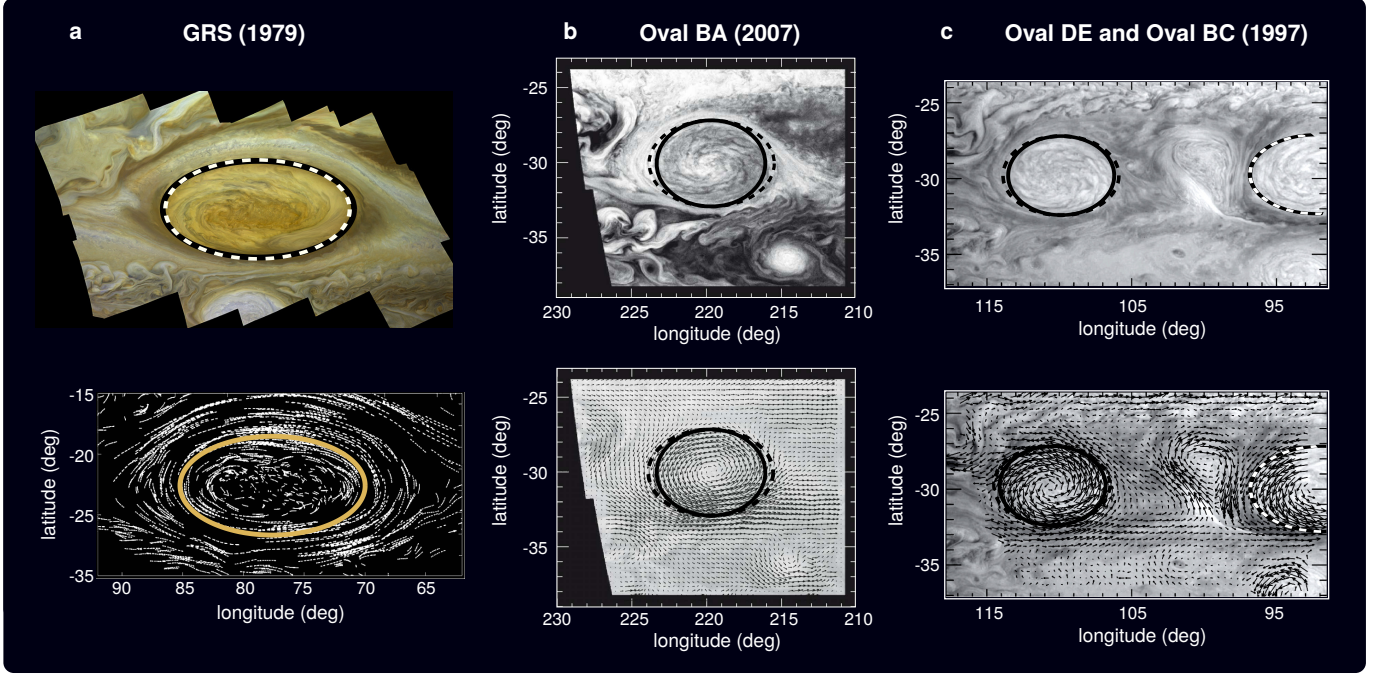 a GRS (1979)
b Oval BA (2007)
c Oval DE and Oval BC (1997)
latitude (deg)
-25
-30
-35
230 225 220 215 210
longitude (deg)
latitude (deg)
-25
-30
-35
115 105 95
longitude (deg)
latitude (deg)
-15
-20
-25
-35
90 85 80 75 70 65
longitude (deg)
latitude (deg)
-25
-30
-35
230 225 220 215 210
longitude (deg)
latitude (deg)
-25
-30
-35
115 105 95
longitude (deg)